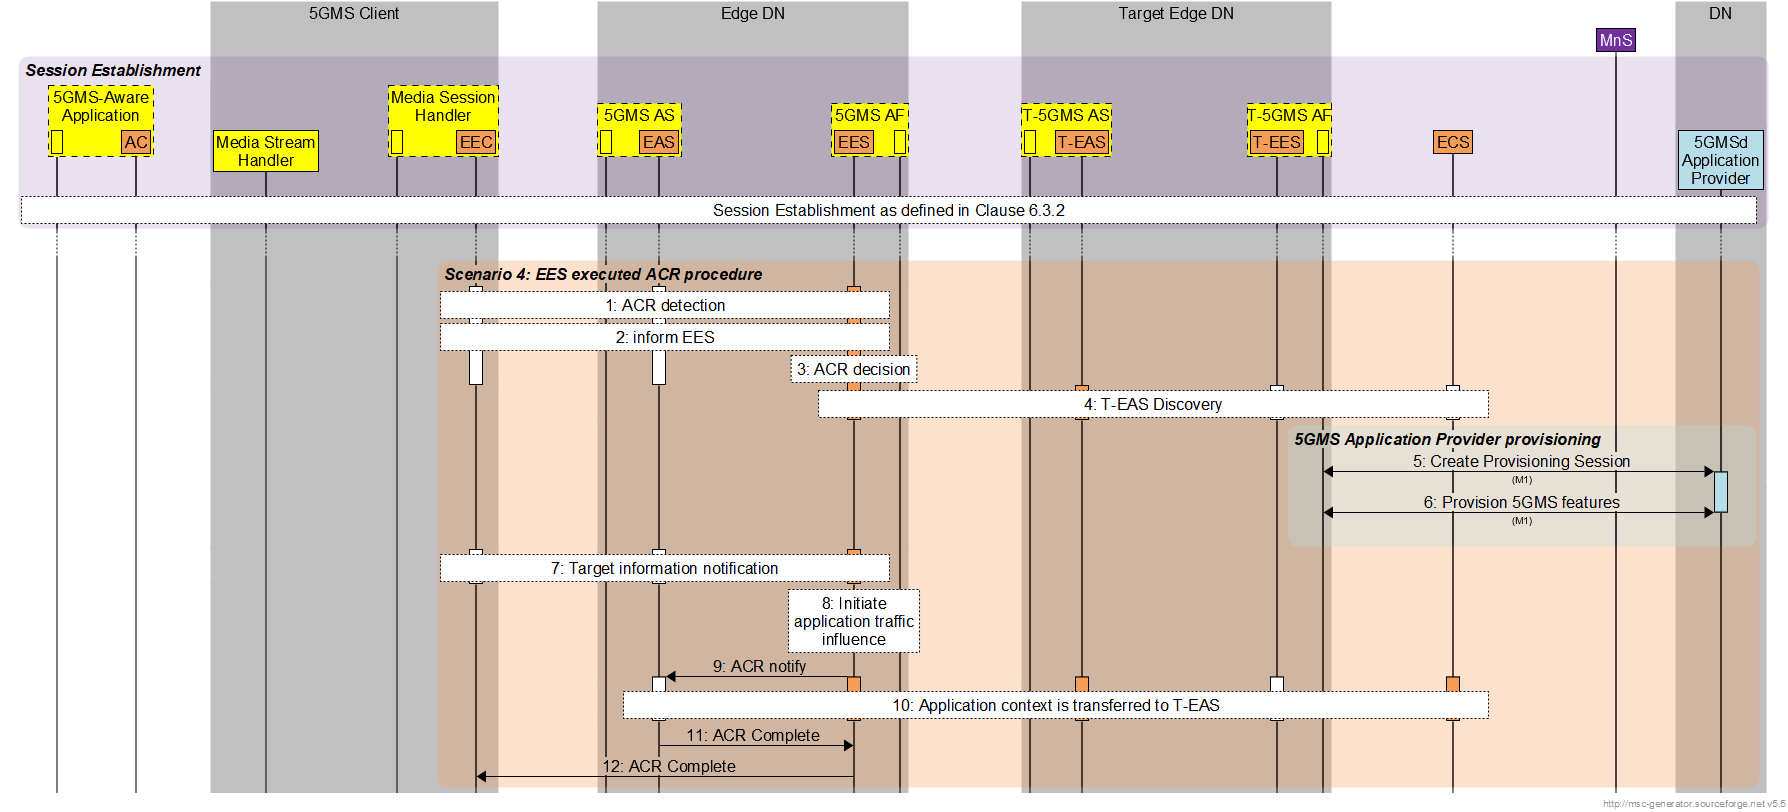 5GMS Client
Edge DN
Target Edge DN
DN
MnS
Session Establishment
5GMS-Aware
Application
AC
Media Stream
Handler
Media Session
Handler
EEC
5GMS AS
EAS
5GMS AF
EES
T-5GMS AS
T-EAS
T-5GMS AF
T-EES
ECS
5GMSd
Application
Provider
Session Establishment as defined in Clause 6.3.2
Scenario 4: EES executed ACR procedure
1: ACR detection
2: inform EES
3: ACR decision
4: T-EAS Discovery
5GMS Application Provider provisioning
5: Create Provisioning Session
(M1)
6: Provision 5GMS features
(M1)
7: Target information notification
8: Initiate
application traffic
influence
9: ACR notify
10: Application context is transferred to T-EAS
11: ACR Complete
12: ACR Complete
http://msc-generator.sourceforge.net v5.5